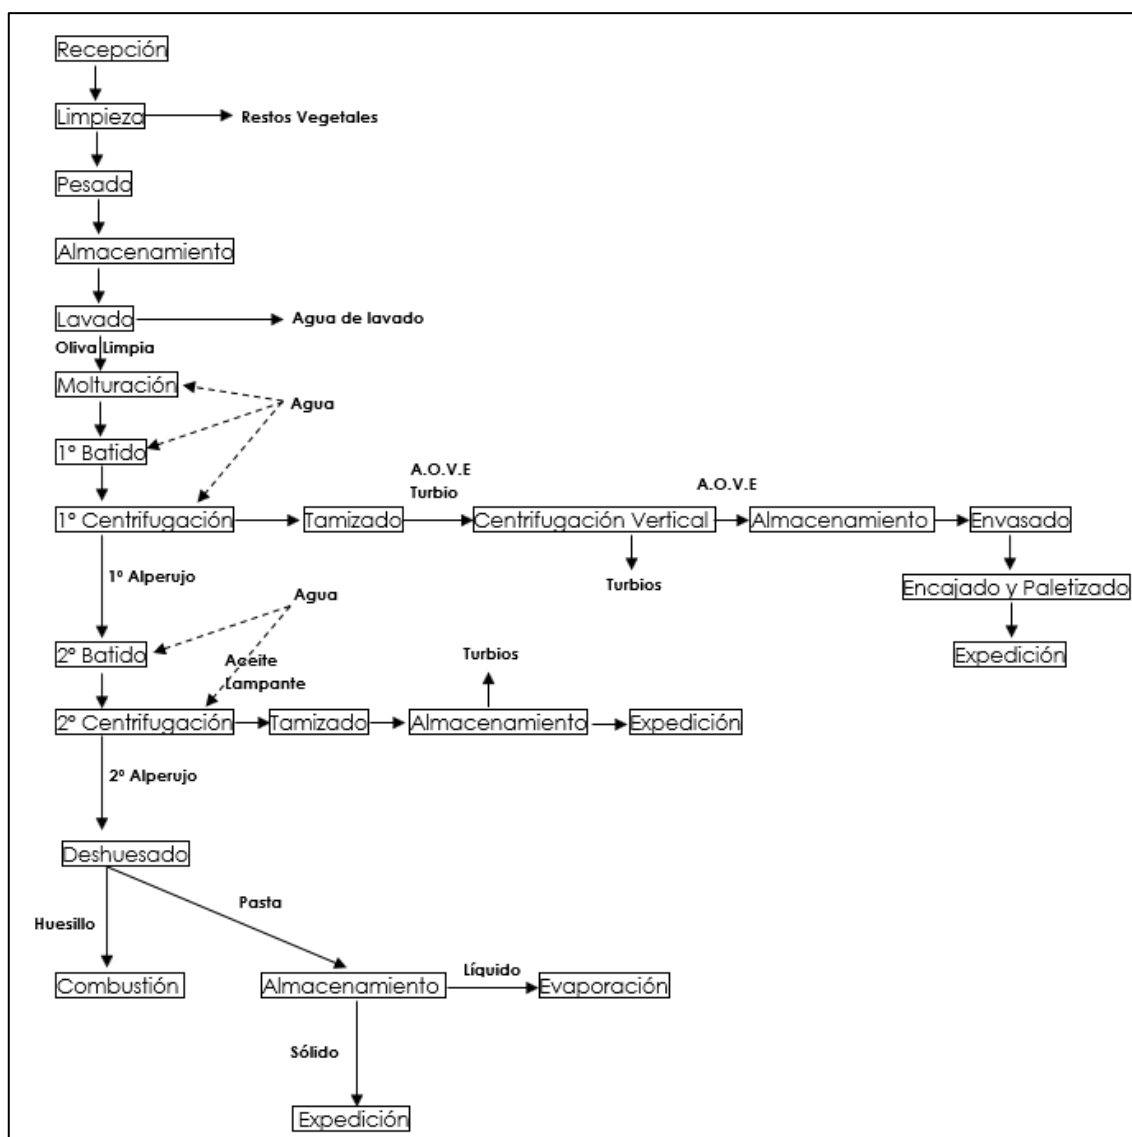 Recepción
Limpieza
Restos Vegetales
Pesado
Almacenamiento
Lavado
Agua de lavado
Oliva Limpia
Molturación
Agua
1º Batido
A.O.V.E
Turbio
A.O.V.E
1º Centrifugación
Tamizado
Centrifugación Vertical
Almacenamiento
Envasado
1º Alperujo
Turbios
Encajado y Paletizado
Agua
2º Batido
Aceite
Lampante
Turbios
Expedición
2º Centrifugación
Tamizado
Almacenamiento
Expedición
2º Alperujo
Deshuesado
Huesillo
Pasta
Combustión
Almacenamiento
Líquido
Evaporación
Sólido
Expedición